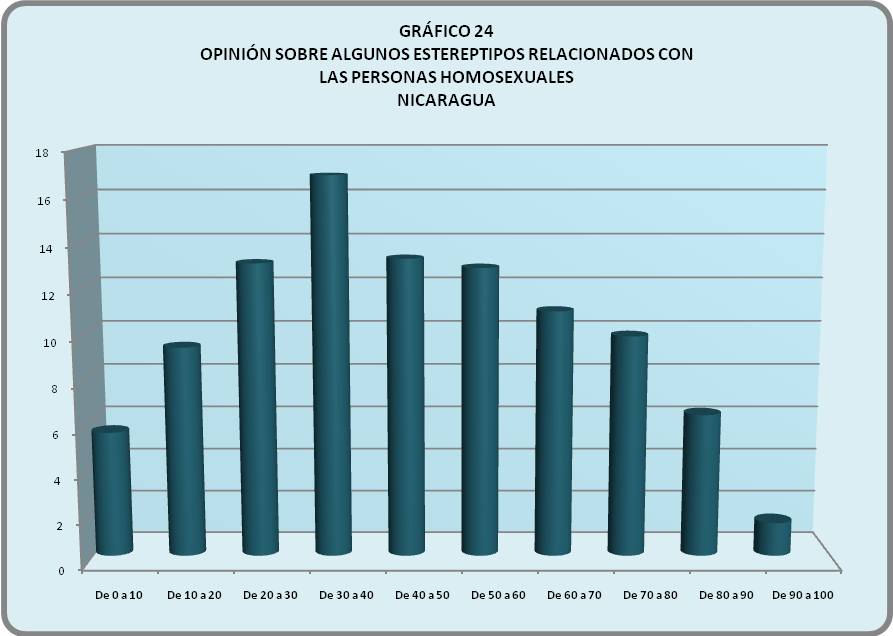 GRÁFICO 24
OPINIÓN SOBRE ALGUNOS ESTEREPTIPOS RELACIONADOS CON
LAS PERSONAS HOMOSEXUALES
NICARAGUA
18
16
14
12
10
8
6
4
2
0
De 0 a 10 De 10 a 20 De 20 a 30 De 30 a 40 De 40 a 50 De 50 a 60 De 60 a 70 De 70 a 80 De 80 a 90 De 90 a 100